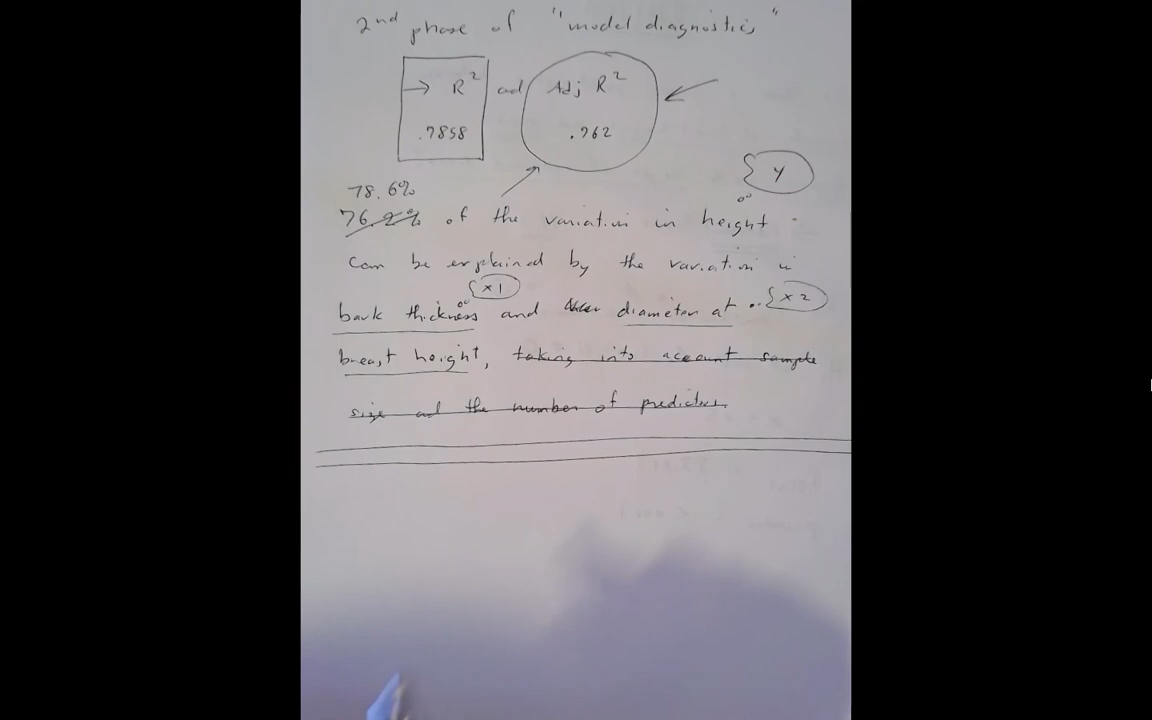 2nd phase of "model diagnostics"
→ R² and Adj R²
.7858 .762
{ Y
78.6%
76.2% of the variation in height
can be explained by the variation in
{ x1
bark thickness and diameter at { x2
breast height, taking into account sample
size and the number of predictors.